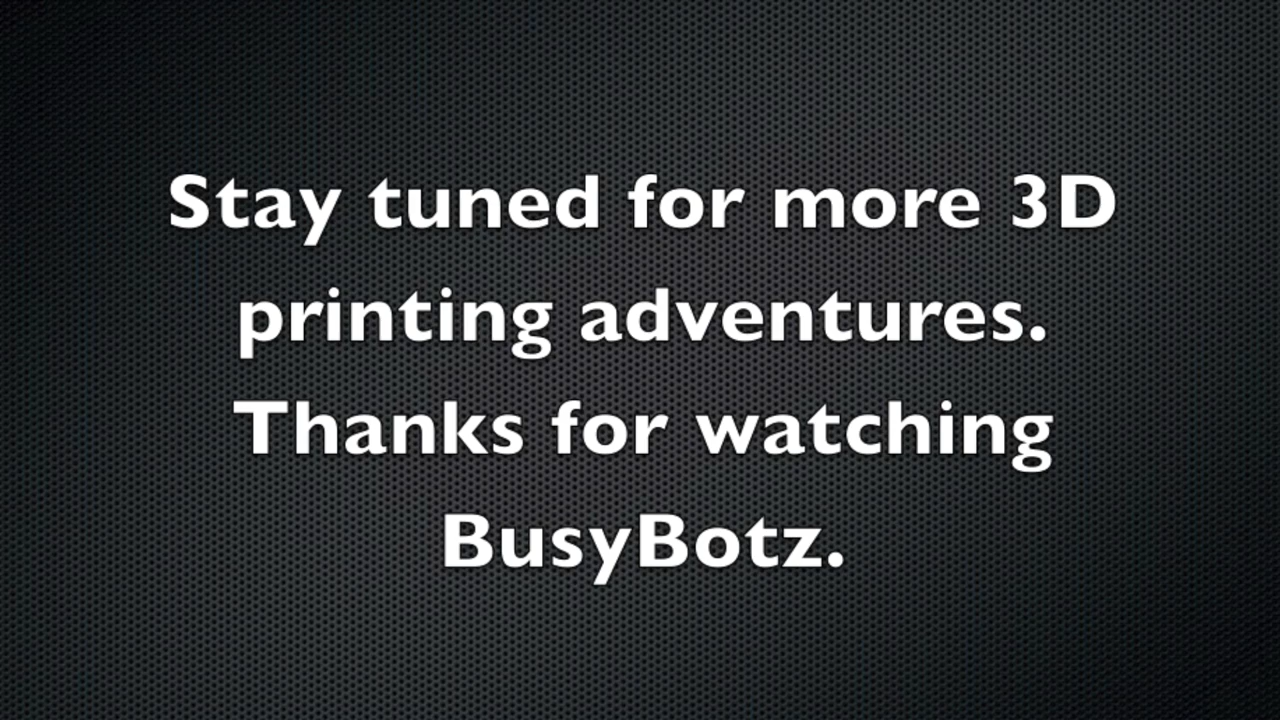 Stay tuned for more 3D
printing adventures.
Thanks for watching
BusyBotz.